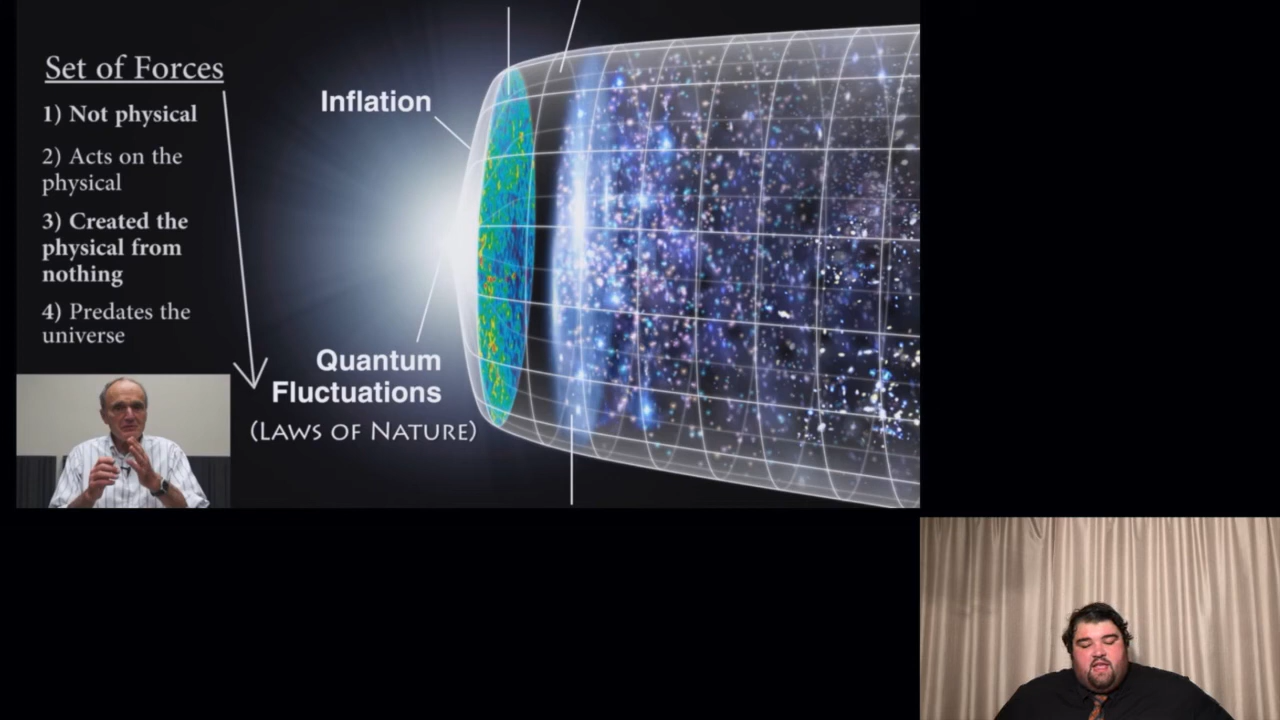 Set of Forces
1) Not physical
2) Acts on the
physical
3) Created the
physical from
nothing
4) Predates the
universe
Inflation
Quantum
Fluctuations
(LAWS OF NATURE)